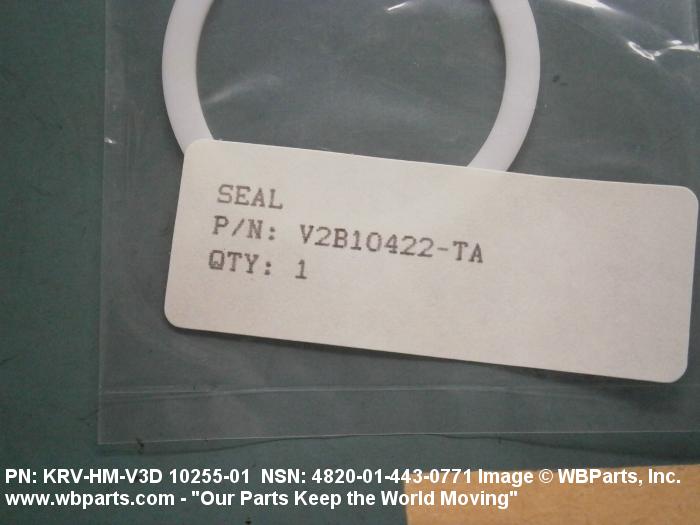 SEAL
P/N: V2B10422-TA
QTY: 1
PN: KRV-HM-V3D 10255-01 NSN: 4820-01-443-0771 Image © WBParts, Inc.
www.wbparts.com - "Our Parts Keep the World Moving"